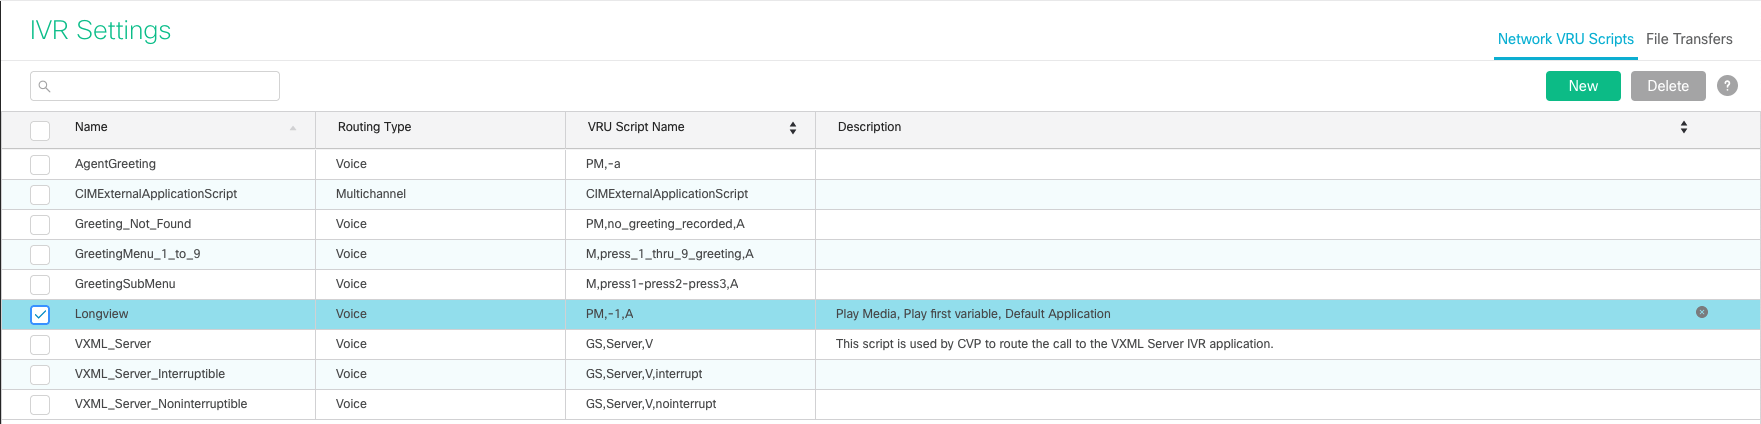 IVR Settings
Network VRU Scripts File Transfers
New Delete ?
Name Routing Type VRU Script Name Description
AgentGreeting Voice PM,-a
CIMExternalApplicationScript Multichannel CIMExternalApplicationScript
Greeting_Not_Found Voice PM,no_greeting_recorded,A
GreetingMenu_1_to_9 Voice M,press_1_thru_9_greeting,A
GreetingSubMenu Voice M,press1-press2-press3,A
Longview Voice PM,-1,A Play Media, Play first variable, Default Application
VXML_Server Voice GS,Server,V This script is used by CVP to route the call to the VXML Server IVR application.
VXML_Server_Interruptible Voice GS,Server,V,interrupt
VXML_Server_Noninterruptible Voice GS,Server,V,nointerrupt